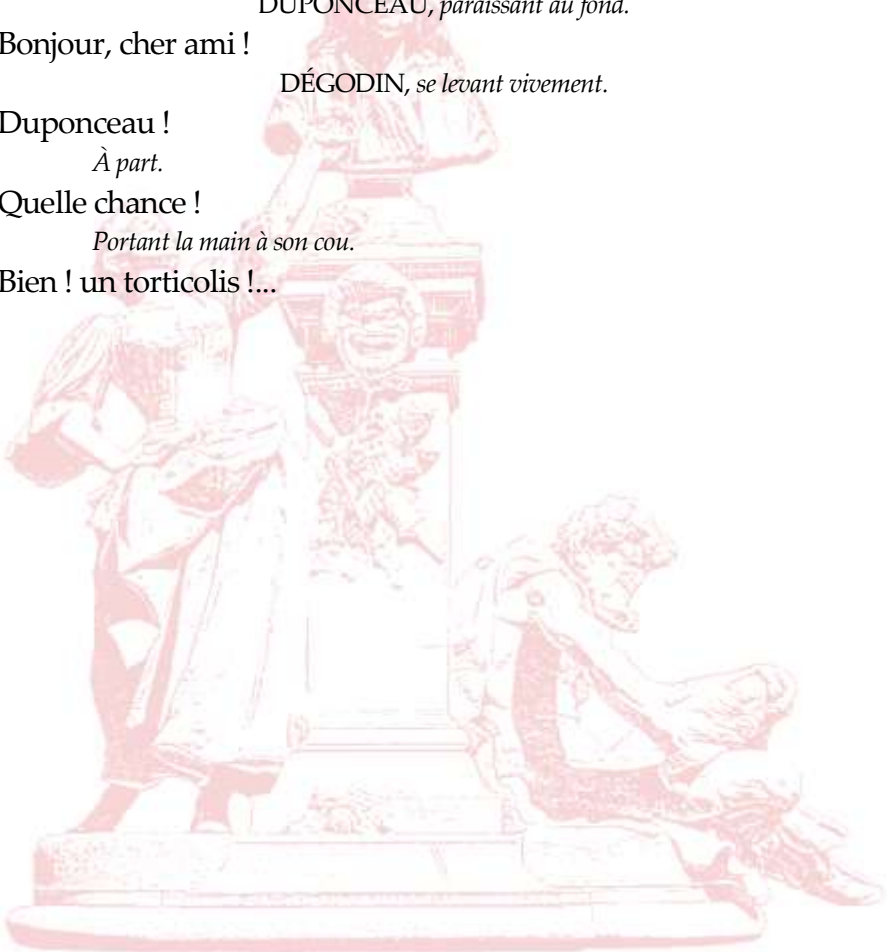 DUPONCEAU, paraissant au fond.
Bonjour, cher ami !
DÉGODIN, se levant vivement.
Duponceau !
À part.
Quelle chance !
Portant la main à son cou.
Bien ! un torticolis !...